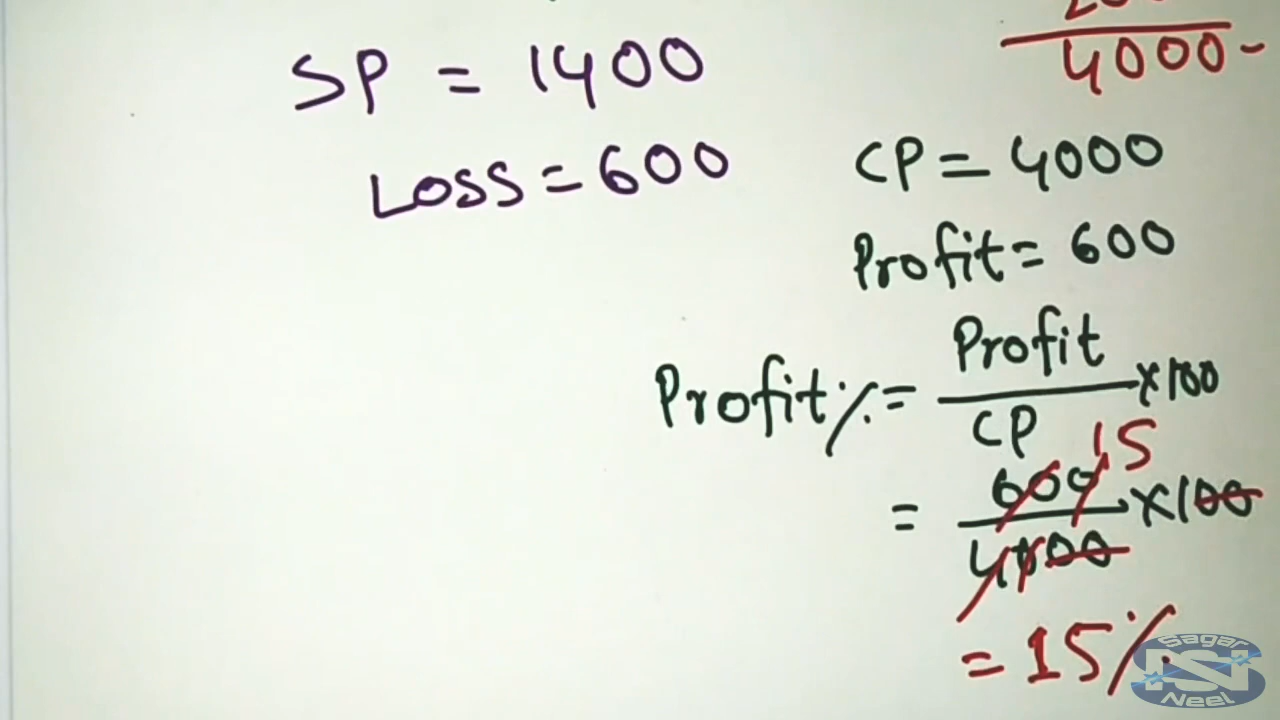 SP = 1400
LOSS = 600
4000-
CP = 4000
Profit = 600
Profit% = Profit/CP ×100
= 600/4000 ×100
15
= 15%
Sagar
SN
Neel